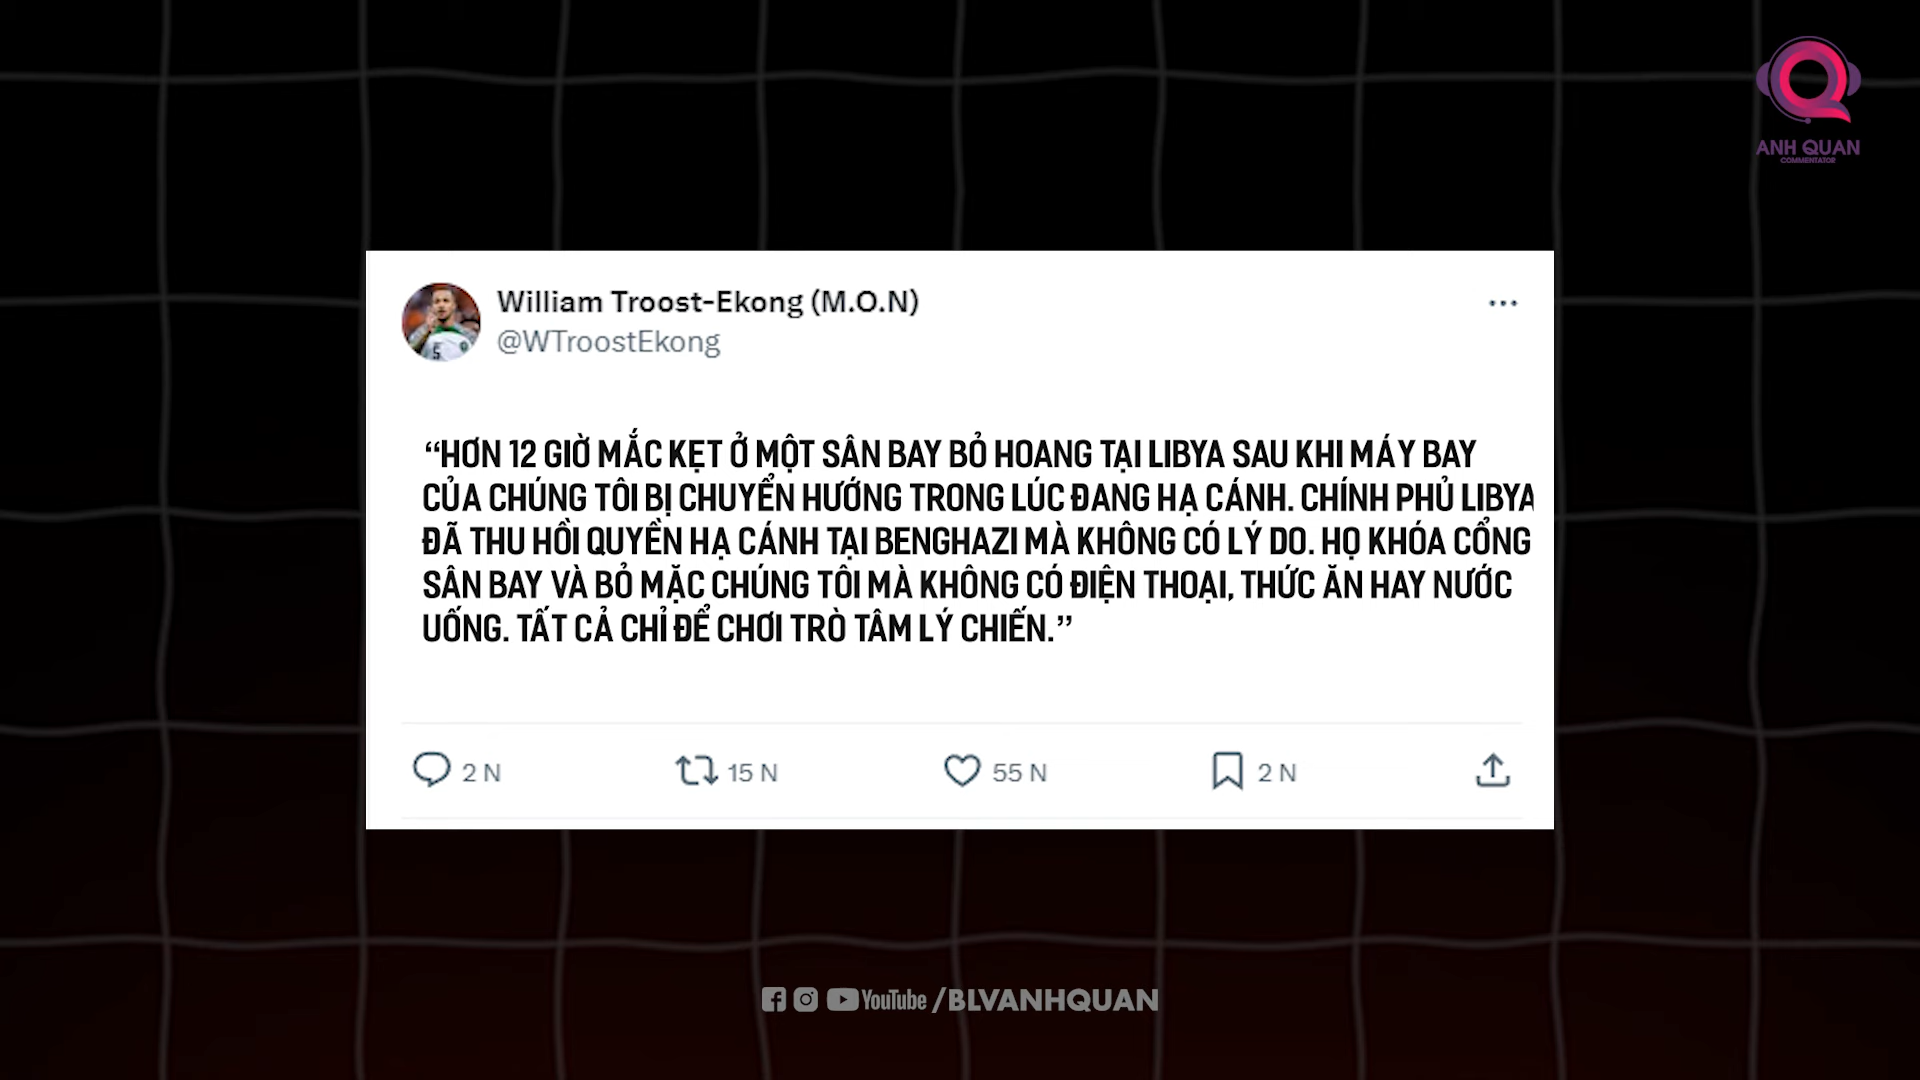 ANH QUAN
COMMENTATOR
William Troost-Ekong (M.O.N)
@WTroostEkong
“HƠN 12 GIỜ MẮC KẸT Ở MỘT SÂN BAY BỎ HOANG TẠI LIBYA SAU KHI MÁY BAY
CỦA CHÚNG TÔI BỊ CHUYỂN HƯỚNG TRONG LÚC ĐANG HẠ CÁNH. CHÍNH PHỦ LIBYA
ĐÃ THU HỒI QUYỀN HẠ CÁNH TẠI BENGHAZI MÀ KHÔNG CÓ LÝ DO. HỌ KHÓA CỔNG
SÂN BAY VÀ BỎ MẶC CHÚNG TÔI MÀ KHÔNG CÓ ĐIỆN THOẠI, THỨC ĂN HAY NƯỚC
UỐNG. TẤT CẢ CHỈ ĐỂ CHƠI TRÒ TÂM LÝ CHIẾN.”
2 N 15 N 55 N 2 N
YouTube /BLVANHQUAN